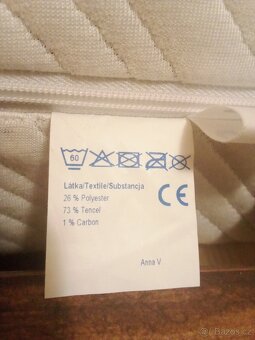 60
Látka/Textile/Substancja
26 % Polyester
73 % Tencel
1 % Carbon
CE
Anna V
Bazos.cz